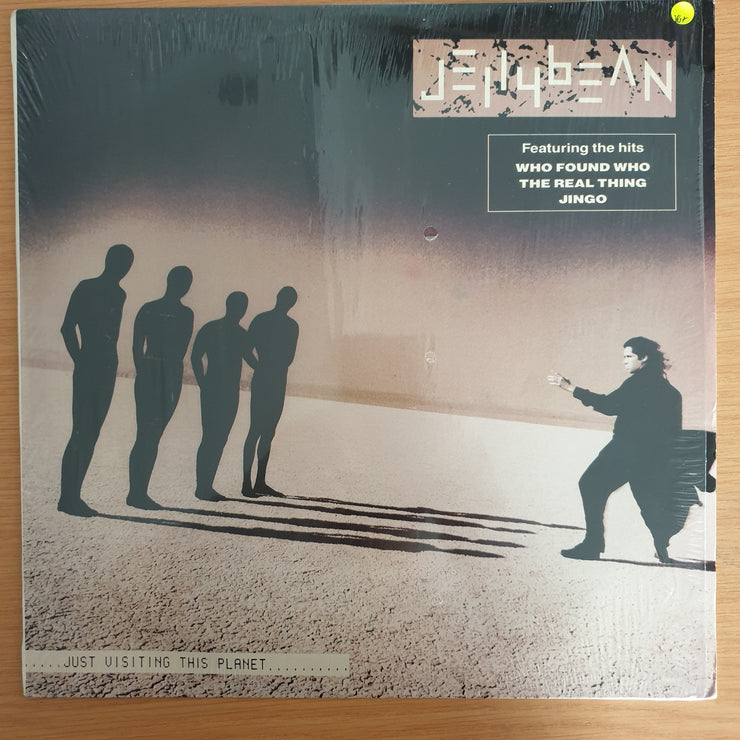 JELLYBEAN
Featuring the hits
WHO FOUND WHO
THE REAL THING
JINGO
.....JUST VISITING THIS PLANET..........